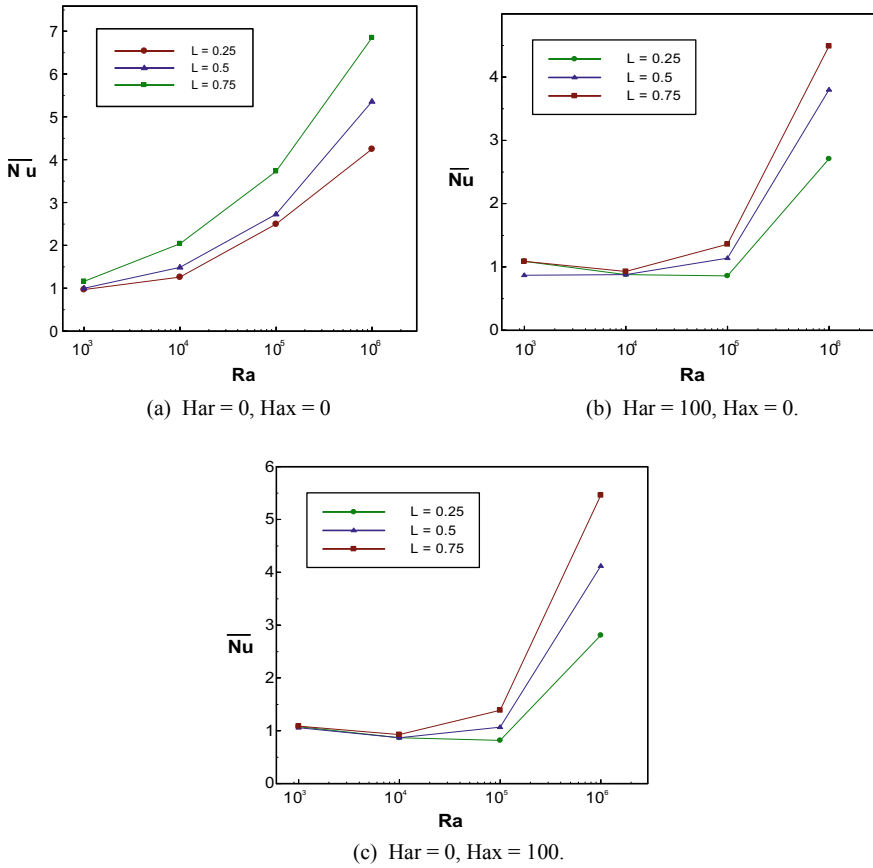 7
6
5
4
3
2
1
0
N u
L = 0.25
L = 0.5
L = 0.75
10³ 10⁴ 10⁵ 10⁶
Ra
(a) Har = 0, Hax = 0
4
3
2
1
0
Nu
L = 0.25
L = 0.5
L = 0.75
10³ 10⁴ 10⁵ 10⁶
Ra
(b) Har = 100, Hax = 0.
6
5
4
3
2
1
0
Nu
L = 0.25
L = 0.5
L = 0.75
10³ 10⁴ 10⁵ 10⁶
Ra
(c) Har = 0, Hax = 100.